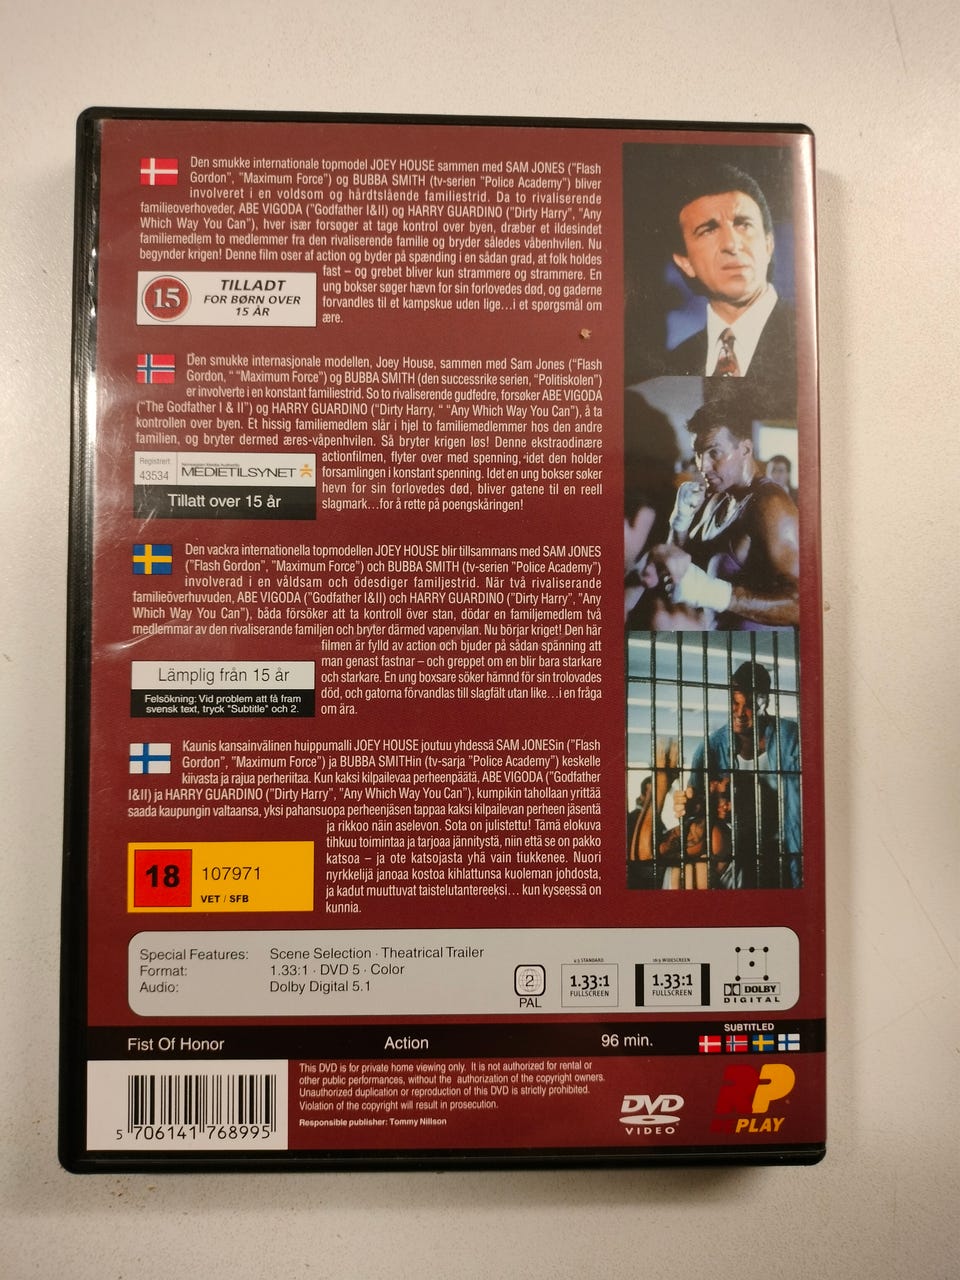 Den smukke internationale topmodel JOEY HOUSE sammen med SAM JONES ("Flash
Gordon", "Maximum Force") og BUBBA SMITH (tv-serien "Police Academy") bliver
involveret i en voldsom og hårdtslående familiestrid. Da to rivaliserende
familieoverhoveder, ABE VIGODA ("Godfather I&II) og HARRY GUARDINO ("Dirty Harry", "Any
Which Way You Can"), hver især forsøger at tage kontrol over byen, dræber et ildesindet
familiemedlem to medlemmer fra den rivaliserende familie og bryder således våbenhvilen. Nu
begynder krigen! Denne film oser af action og byder på spænding i en sådan grad, at folk holdes
fast – og grebet bliver kun strammere og strammere. En
ung bokser søger hævn for sin forlovedes død, og gaderne
forvandles til et kampskue uden lige...i et spørgsmål om
ære.
15
TILLADT
FOR BØRN OVER
15 ÅR
Den smukke internasjonale modellen, Joey House, sammen med Sam Jones ("Flash
Gordon, " "Maximum Force") og BUBBA SMITH (den successrike serien, "Politiskolen")
er involverte i en konstant familiestrid. So to rivaliserende gudfedre, forsøker ABE VIGODA
("The Godfather I & II") og HARRY GUARDINO ("Dirty Harry, " "Any Which Way You Can"), å ta
kontrollen over byen. Et hissig familiemedlem slår i hjel to familiemedlemmer hos den andre
familien, og bryter dermed æres-våpenhvilen. Så bryter krigen løs! Denne ekstraodinære
actionfilmen, flyter over med spenning, idet den holder
forsamlingen i konstant spenning. Idet en ung bokser søker
hevn for sin forlovedes død, bliver gatene til en reell
slagmark...for å rette på poengskåringen!
Registrert
43534
Norwegian Media Authority
MEDIETILSYNET
Tillatt over 15 år
Den vackra internationella topmodellen JOEY HOUSE blir tillsammans med SAM JONES
("Flash Gordon", "Maximum Force") och BUBBA SMITH (tv-serien "Police Academy")
involverad i en våldsam och ödesdiger familjestrid. När två rivaliserande
familieöverhuvuden, ABE VIGODA ("Godfather I&II) och HARRY GUARDINO ("Dirty Harry", "Any
Which Way You Can"), båda försöker att ta kontroll över stan, dödar en familjemedlem två
medlemmar av den rivaliserande familjen och bryter därmed vapenvilan. Nu börjar kriget! Den här
filmen är fylld av action och bjuder på sådan spänning att
man genast fastnar – och greppet om en blir bara starkare
och starkare. En ung boxsare söker hämnd för sin trolovades
död, och gatorna förvandlas till slagfält utan like...i en fråga
om ära.
Lämplig från 15 år
Felsökning: Vid problem att få fram
svensk text, tryck "Subtitle" och 2.
Kaunis kansainvälinen huippumalli JOEY HOUSE joutuu yhdessä SAM JONESin ("Flash
Gordon", "Maximum Force") ja BUBBA SMITHin (tv-sarja "Police Academy") keskelle
kiivasta ja rajua perheriitaa. Kun kaksi kilpailevaa perheenpäätä, ABE VIGODA ("Godfather
I&II) ja HARRY GUARDINO ("Dirty Harry", "Any Which Way You Can"), kumpikin tahollaan yrittää
saada kaupungin valtaansa, yksi pahansuopa perheenjäsen tappaa kaksi kilpailevan perheen jäsentä
ja rikkoo näin aselevon. Sota on julistettu! Tämä elokuva
tihkuu toimintaa ja tarjoaa jännitystä, niin että se on pakko
katsoa – ja ote katsojasta yhä vain tiukkenee. Nuori
nyrkkelijä janoaa kostoa kihlattunsa kuoleman johdosta,
ja kadut muuttuvat taistelutantereeksi... kun kyseessä on
kunnia.
18
107971
VET / SFB
Special Features: Scene Selection · Theatrical Trailer
Format: 1.33:1 · DVD 5 · Color
Audio: Dolby Digital 5.1
2
PAL
4:3 STANDARD
1.33:1
FULLSCREEN
16:9 WIDESCREEN
1.33:1
FULLSCREEN
DOLBY
DIGITAL
Fist Of Honor
Action
96 min.
SUBTITLED
This DVD is for private home viewing only. It is not authorized for rental or
other public performances, without the authorization of the copyright owners.
Unauthorized duplication or reproduction of this DVD is strictly prohibited.
Violation of the copyright will result in prosecution.
Responsible publisher: Tommy Nillson
5 706141 768995
DVD
VIDEO
PLAY